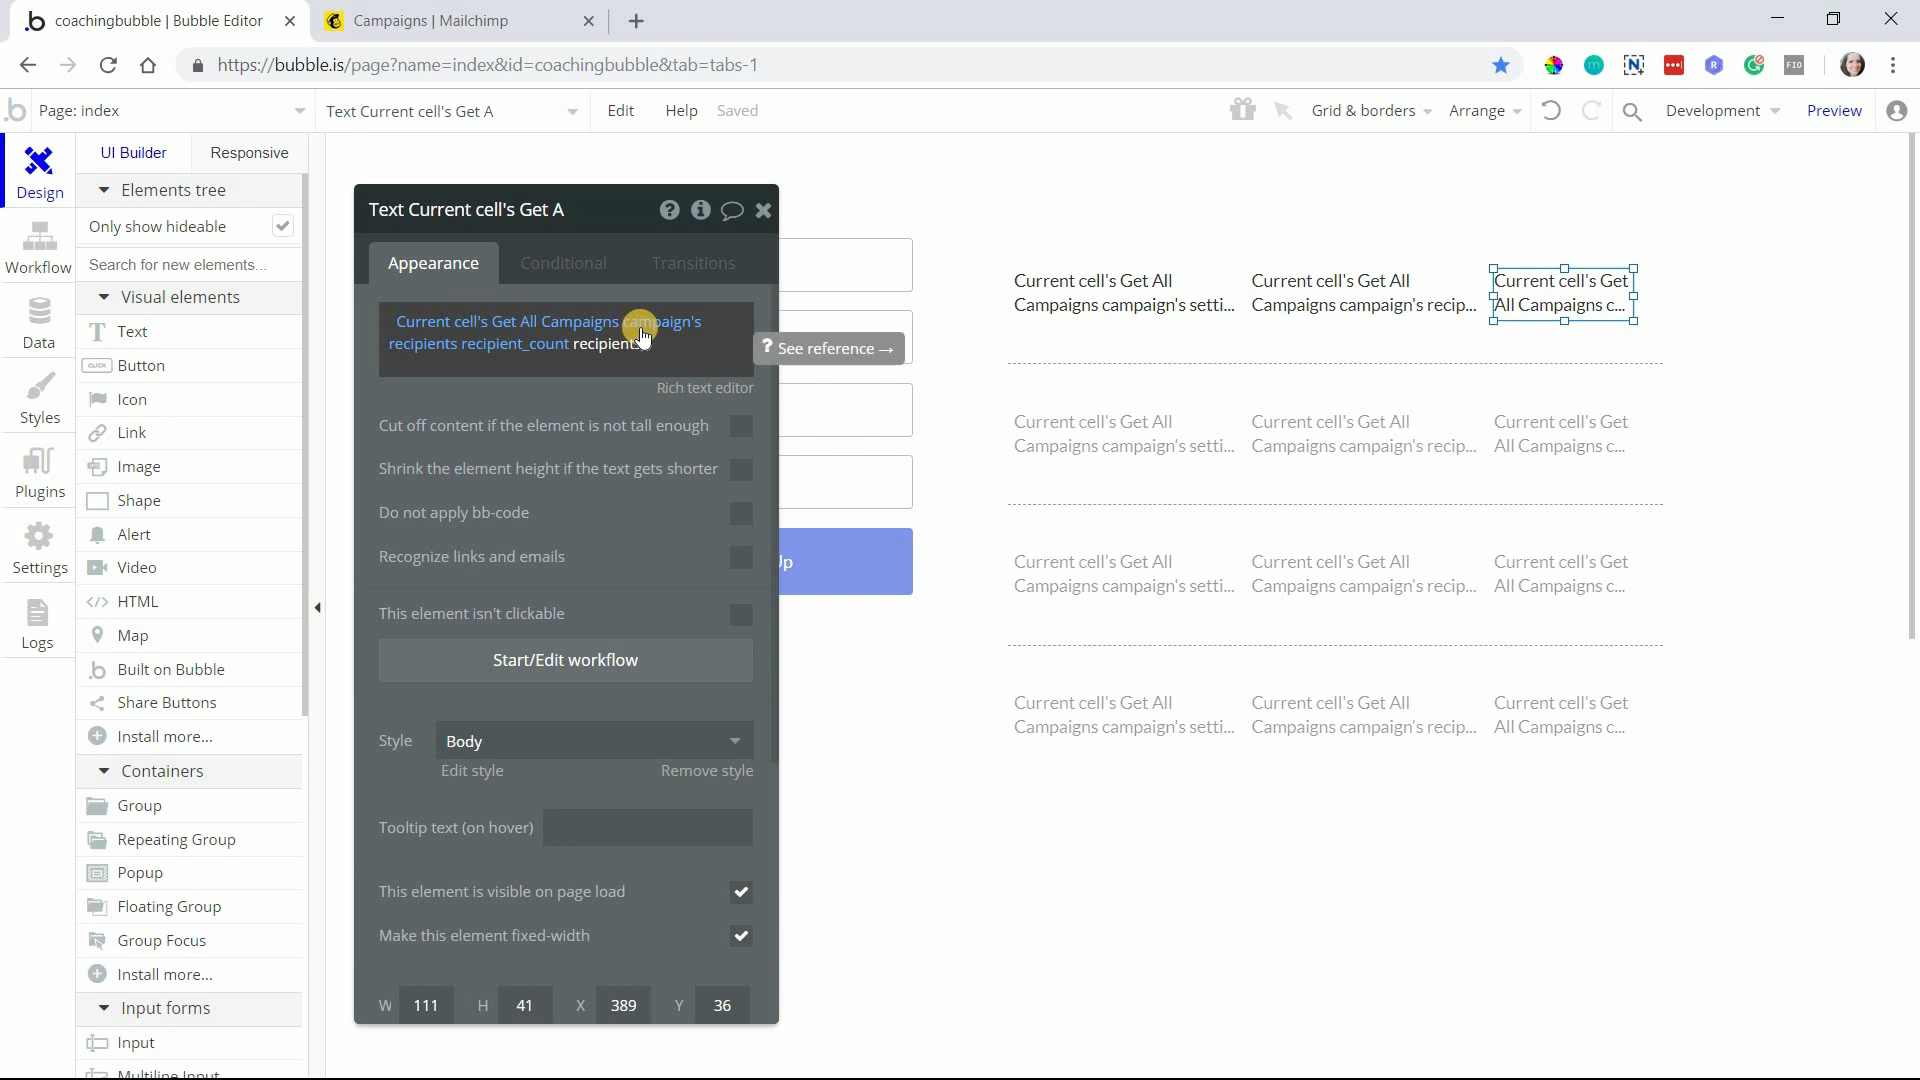 coachingbubble | Bubble Editor
Campaigns | Mailchimp
https://bubble.is/page?name=index&id=coachingbubble&tab=tabs-1
FIO
Page: index
Text Current cell's Get A
Edit
Help
Saved
Grid & borders
Arrange
Development
Preview
Design
Workflow
Data
Styles
Plugins
Settings
Logs
UI Builder
Responsive
Elements tree
Only show hideable
Search for new elements...
Visual elements
Text
CLICK Button
Icon
Link
Image
Shape
Alert
Video
</> HTML
Map
Built on Bubble
Share Buttons
Install more...
Containers
Group
Repeating Group
Popup
Floating Group
Group Focus
Install more...
Input forms
Input
Multiline Input
Text Current cell's Get A
Appearance
Conditional
Transitions
Current cell's Get All Campaigns campaign's
recipients recipient_count recipients
? See reference →
Rich text editor
Cut off content if the element is not tall enough
Shrink the element height if the text gets shorter
Do not apply bb-code
Recognize links and emails
This element isn't clickable
Start/Edit workflow
Style
Body
Edit style
Remove style
Tooltip text (on hover)
This element is visible on page load
Make this element fixed-width
W 111 H 41 X 389 Y 36
Current cell's Get All
Campaigns campaign's setti...
Current cell's Get All
Campaigns campaign's recip...
Current cell's Get
All Campaigns c...
Current cell's Get All
Campaigns campaign's setti...
Current cell's Get All
Campaigns campaign's recip...
Current cell's Get
All Campaigns c...
Current cell's Get All
Campaigns campaign's setti...
Current cell's Get All
Campaigns campaign's recip...
Current cell's Get
All Campaigns c...
Current cell's Get All
Campaigns campaign's setti...
Current cell's Get All
Campaigns campaign's recip...
Current cell's Get
All Campaigns c...